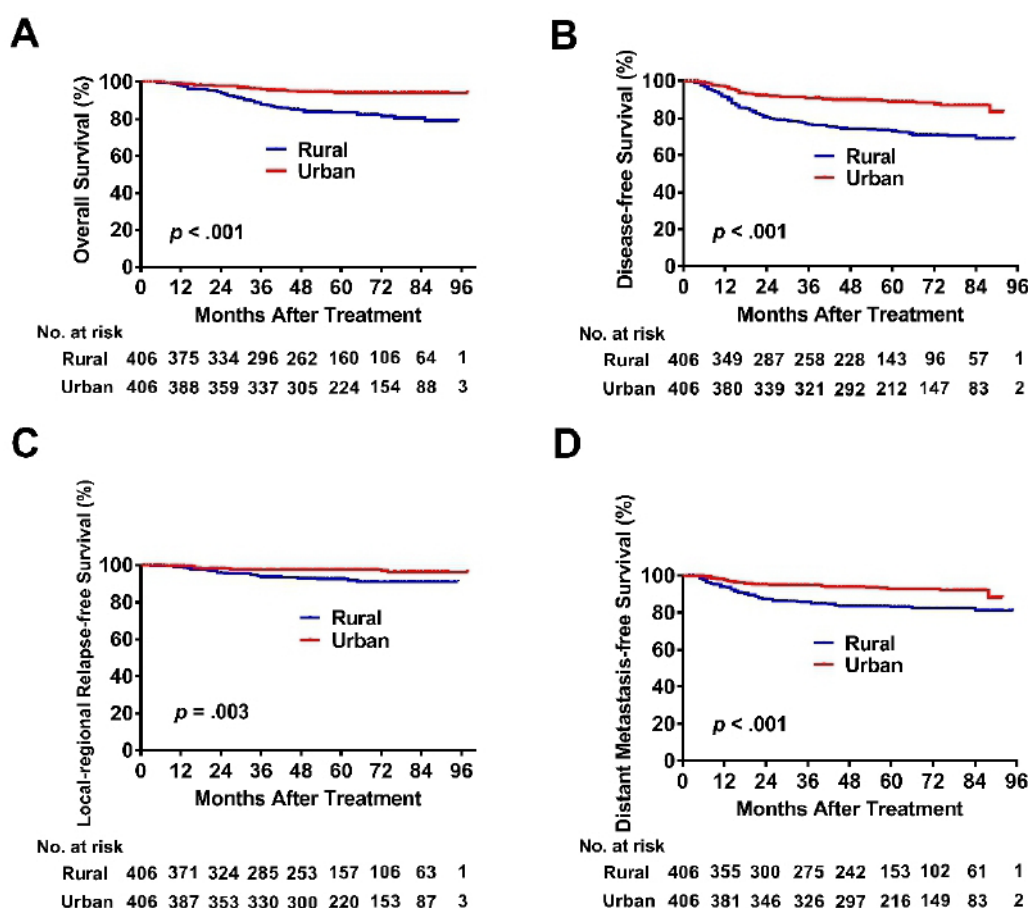 A
Overall Survival (%)
100
80
60
40
20
0
Rural
Urban
p < .001
0 12 24 36 48 60 72 84 96
Months After Treatment
No. at risk
Rural 406 375 334 296 262 160 106 64 1
Urban 406 388 359 337 305 224 154 88 3
B
Disease-free Survival (%)
100
80
60
40
20
0
Rural
Urban
p < .001
0 12 24 36 48 60 72 84 96
Months After Treatment
No. at risk
Rural 406 349 287 258 228 143 96 57 1
Urban 406 380 339 321 292 212 147 83 2
C
Local-regional Relapse-free Survival (%)
100
80
60
40
20
0
Rural
Urban
p = .003
0 12 24 36 48 60 72 84 96
Months After Treatment
No. at risk
Rural 406 371 324 285 253 157 106 63 1
Urban 406 387 353 330 300 220 153 87 3
D
Distant Metastasis-free Survival (%)
100
80
60
40
20
0
Rural
Urban
p < .001
0 12 24 36 48 60 72 84 96
Months After Treatment
No. at risk
Rural 406 355 300 275 242 153 102 61 1
Urban 406 381 346 326 297 216 149 83 2